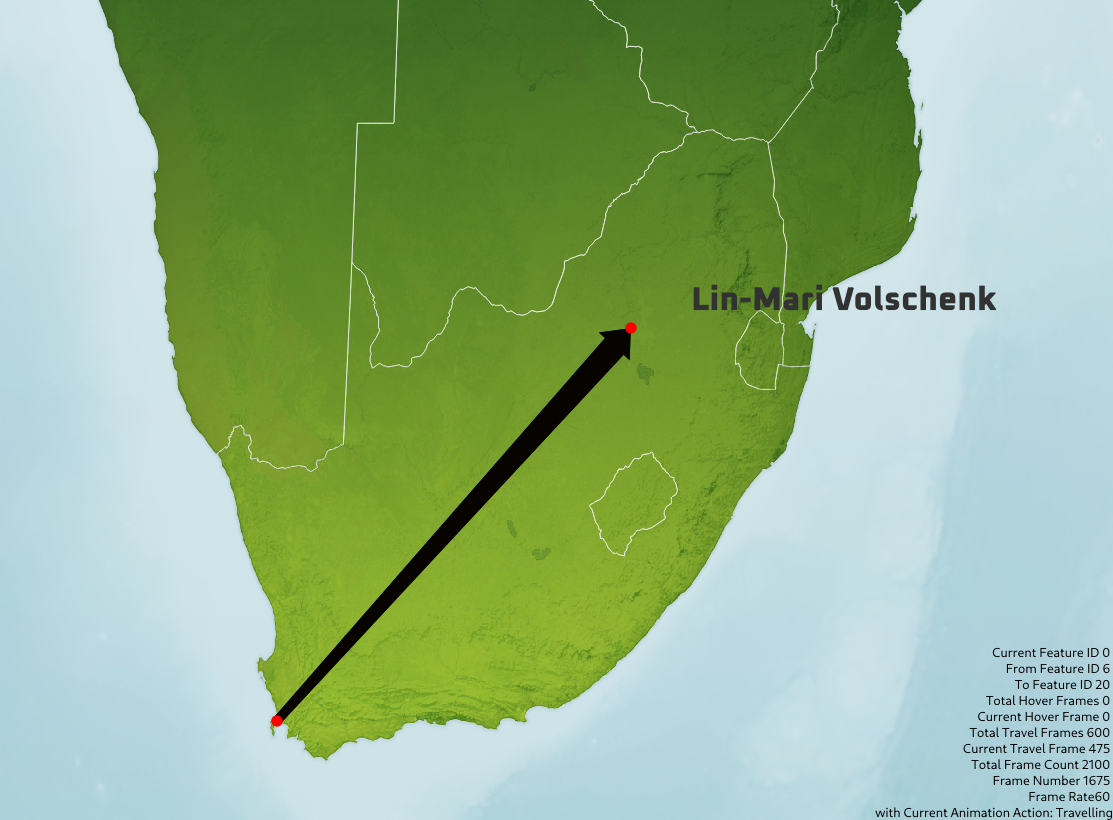 Lin-Mari Volschenk
Current Feature ID 0
From Feature ID 6
To Feature ID 20
Total Hover Frames 0
Current Hover Frame 0
Total Travel Frames 600
Current Travel Frame 475
Total Frame Count 2100
Frame Number 1675
Frame Rate60
with Current Animation Action: Travelling